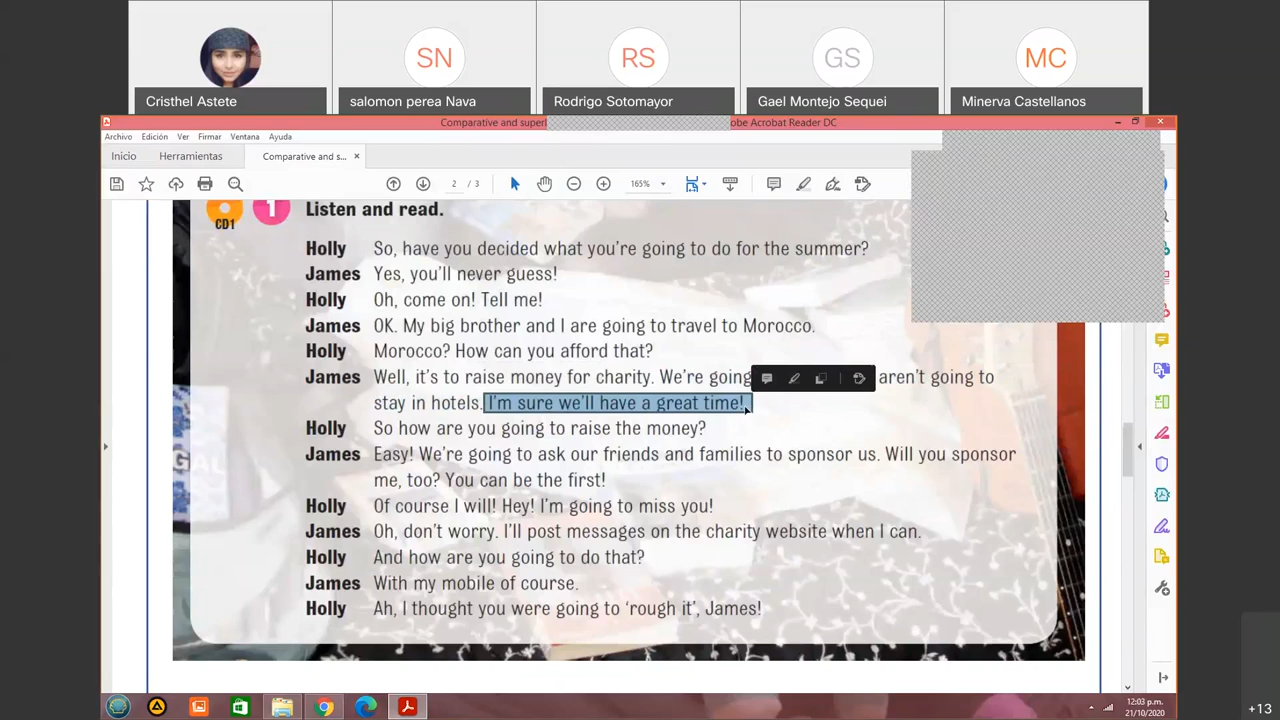 SN
RS
GS
MC
Cristhel Astete
salomon perea Nava
Rodrigo Sotomayor
Gael Montejo Sequei
Minerva Castellanos
Comparative and superl
obe Acrobat Reader DC
Archivo Edición Ver Firmar Ventana Ayuda
Inicio Herramientas Comparative and s...
2 / 3 165%
CD1 1 Listen and read.
Holly So, have you decided what you're going to do for the summer?
James Yes, you'll never guess!
Holly Oh, come on! Tell me!
James OK. My big brother and I are going to travel to Morocco.
Holly Morocco? How can you afford that?
James Well, it's to raise money for charity. We're going aren't going to
stay in hotels. I'm sure we'll have a great time!
Holly So how are you going to raise the money?
James Easy! We're going to ask our friends and families to sponsor us. Will you sponsor
me, too? You can be the first!
Holly Of course I will! Hey! I'm going to miss you!
James Oh, don't worry. I'll post messages on the charity website when I can.
Holly And how are you going to do that?
James With my mobile of course.
Holly Ah, I thought you were going to 'rough it', James!
GAL
12:03 p.m.
21/10/2020
+13